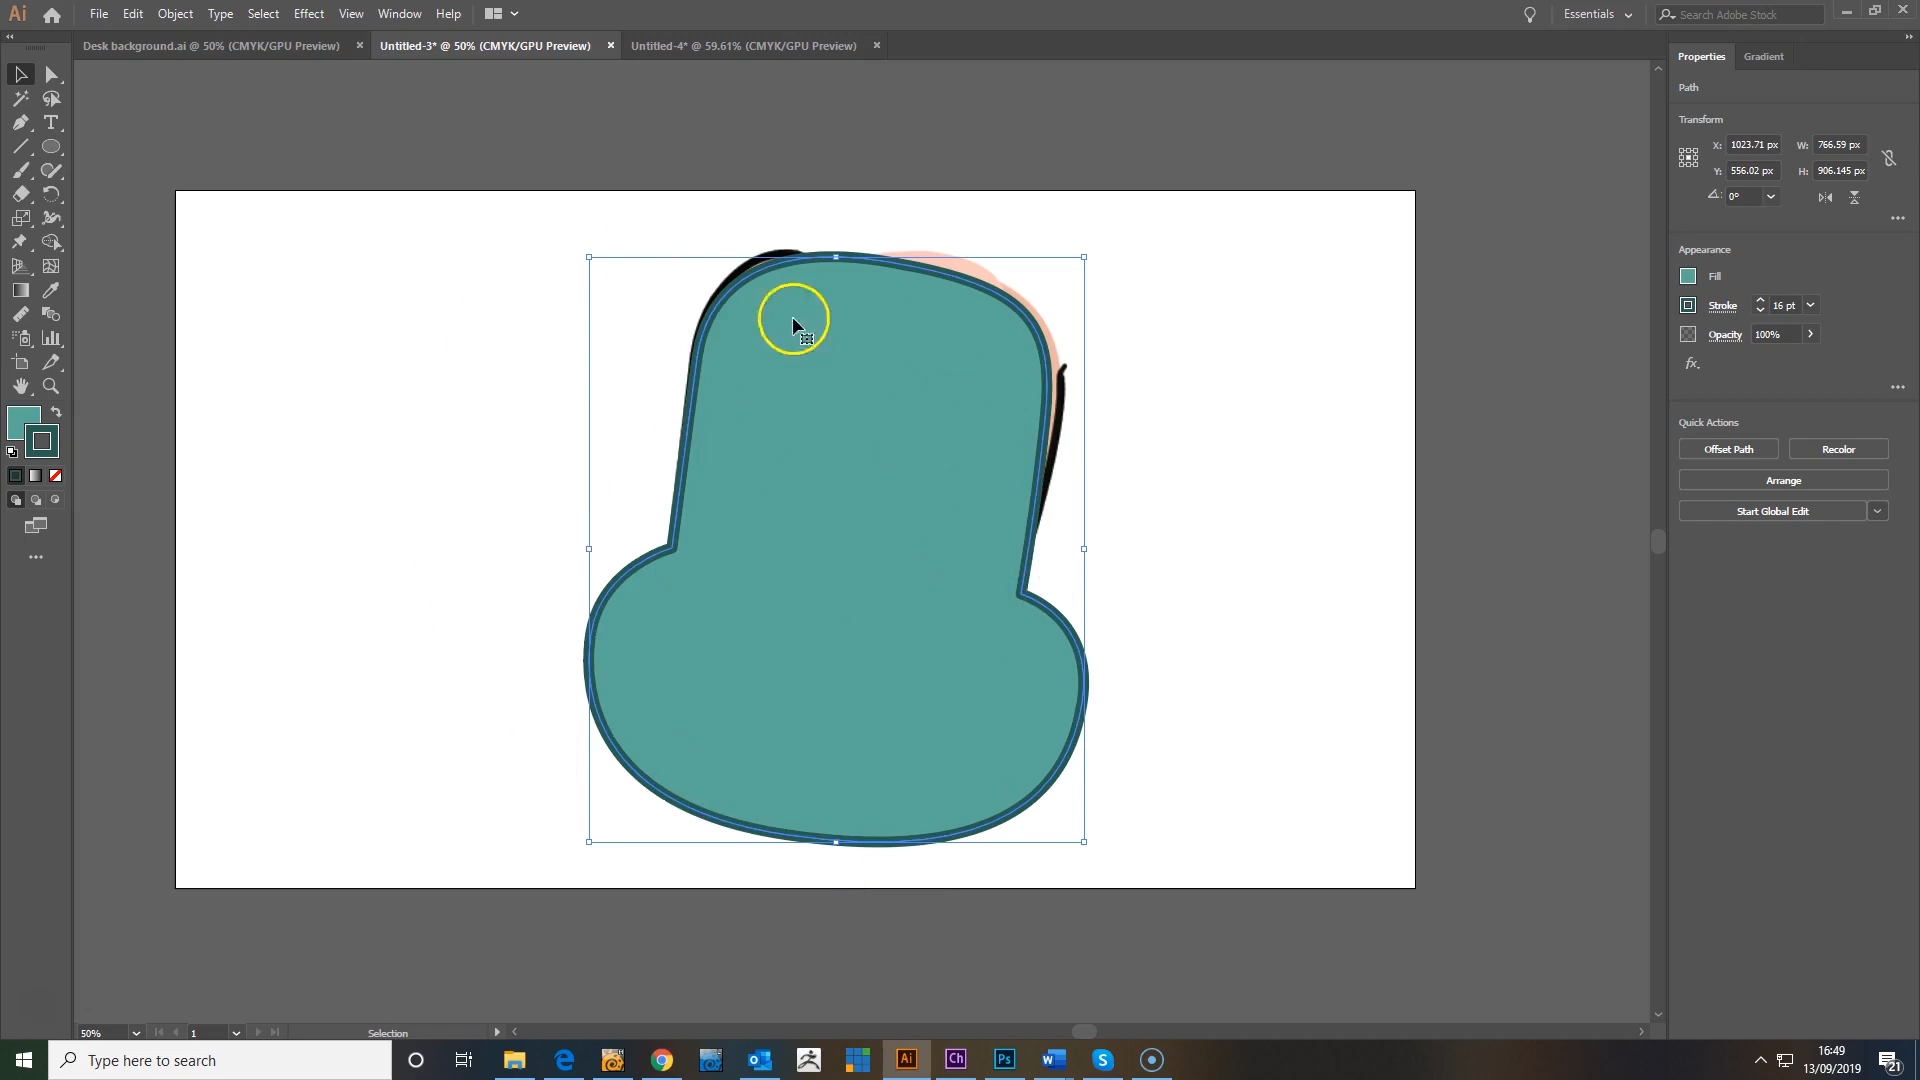 Ai File Edit Object Type Select Effect View Window Help Essentials Search Adobe Stock
Desk background.ai @ 50% (CMYK/GPU Preview) × Untitled-3* @ 50% (CMYK/GPU Preview) × Untitled-4* @ 59.61% (CMYK/GPU Preview) ×
Properties Gradient
Path
Transform
X: 1023.71 px W: 766.59 px
Y: 556.02 px H: 906.145 px
0°
Appearance
Fill
Stroke 16 pt
Opacity 100%
fx.
Quick Actions
Offset Path Recolor
Arrange
Start Global Edit
50% 1 Selection
Type here to search
Ai Ch Ps W S
16:49
13/09/2019
21